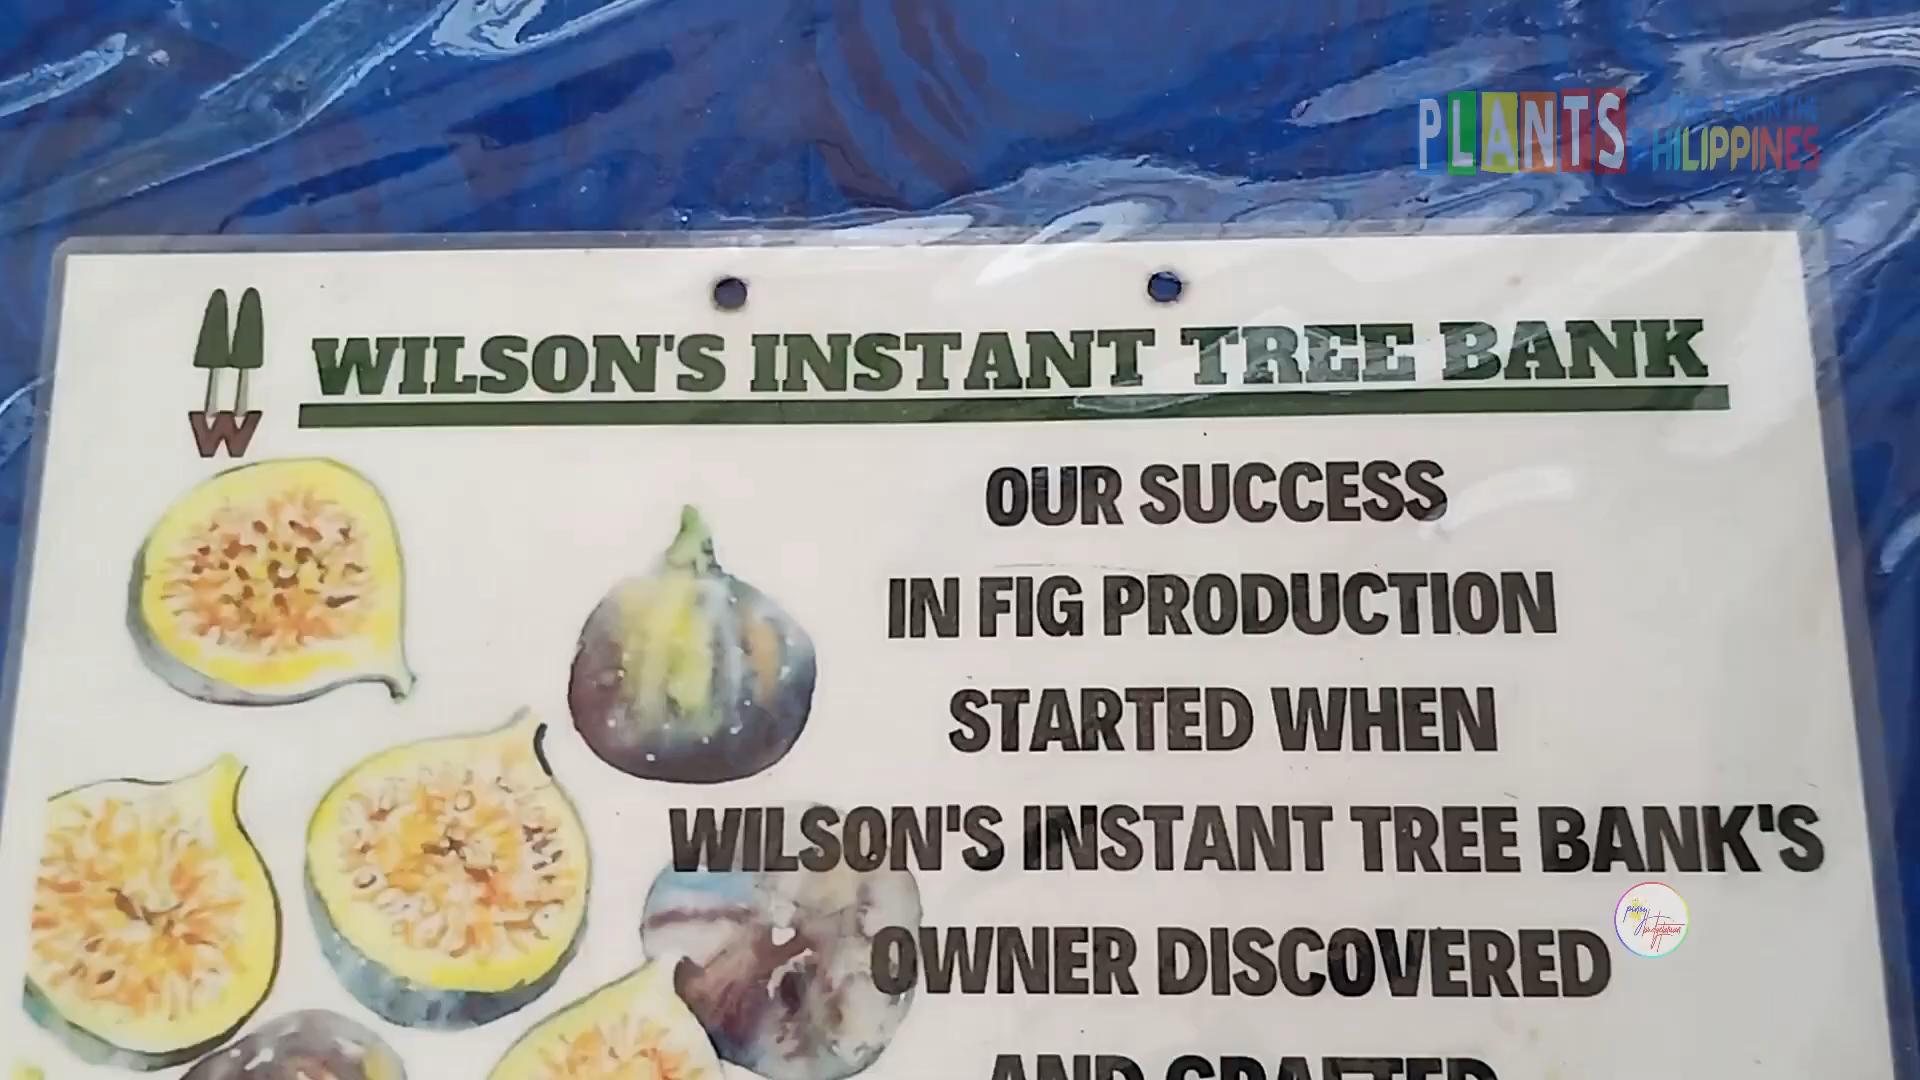 PLANTS
PHILIPPINES
WILSON'S INSTANT TREE BANK
W
OUR SUCCESS
IN FIG PRODUCTION
STARTED WHEN
WILSON'S INSTANT TREE BANK'S
OWNER DISCOVERED
AND GRAFTED